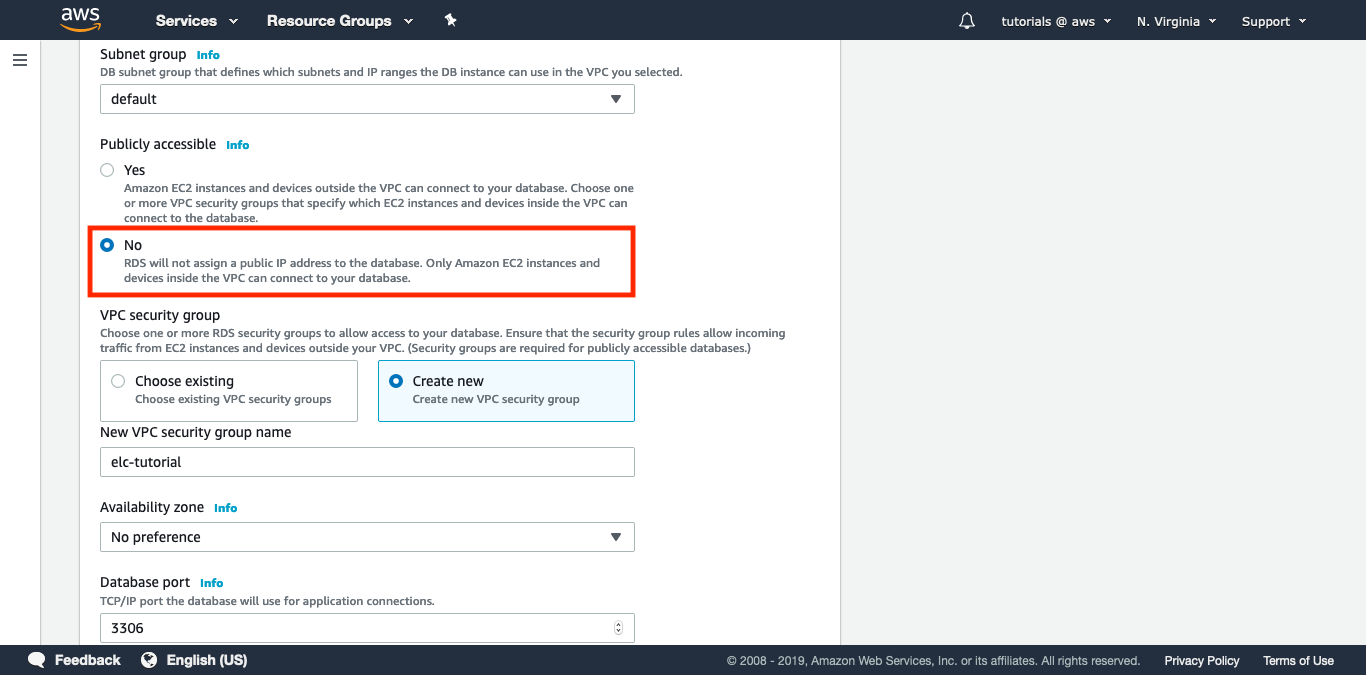 aws Services Resource Groups tutorials @ aws N. Virginia Support
Subnet group Info
DB subnet group that defines which subnets and IP ranges the DB instance can use in the VPC you selected.
default
Publicly accessible Info
Yes
Amazon EC2 instances and devices outside the VPC can connect to your database. Choose one
or more VPC security groups that specify which EC2 instances and devices inside the VPC can
connect to the database.
No
RDS will not assign a public IP address to the database. Only Amazon EC2 instances and
devices inside the VPC can connect to your database.
VPC security group
Choose one or more RDS security groups to allow access to your database. Ensure that the security group rules allow incoming
traffic from EC2 instances and devices outside your VPC. (Security groups are required for publicly accessible databases.)
Choose existing
Choose existing VPC security groups
Create new
Create new VPC security group
New VPC security group name
elc-tutorial
Availability zone Info
No preference
Database port Info
TCP/IP port the database will use for application connections.
3306
Feedback English (US) © 2008 - 2019, Amazon Web Services, Inc. or its affiliates. All rights reserved. Privacy Policy Terms of Use